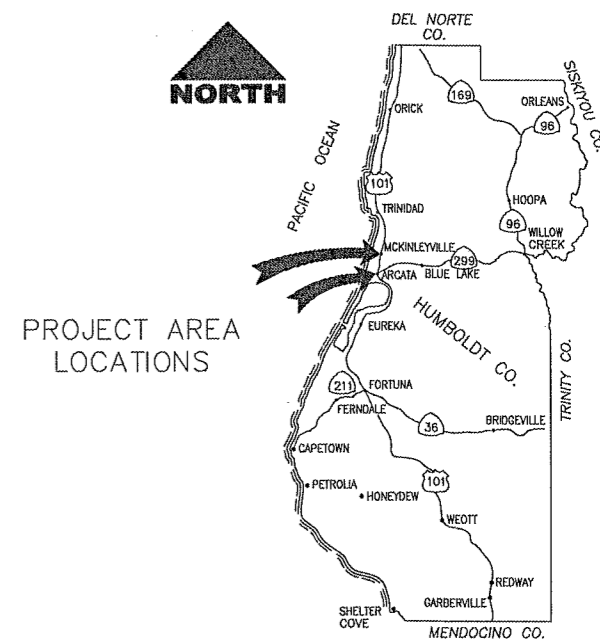 DEL NORTE
CO.
NORTH
SISKIYOU CO.
169
ORLEANS
96
ORICK
PACIFIC OCEAN
101
TRINIDAD
HOOPA
96
WILLOW
CREEK
MCKINLEYVILLE
299
BLUE LAKE
ARCATA
HUMBOLDT CO.
PROJECT AREA
LOCATIONS
EUREKA
TRINITY CO.
211
FORTUNA
FERNDALE
36
BRIDGEVILLE
CAPETOWN
101
PETROLIA
HONEYDEW
WEOTT
REDWAY
GARBERVILLE
SHELTER
COVE
MENDOCINO CO.